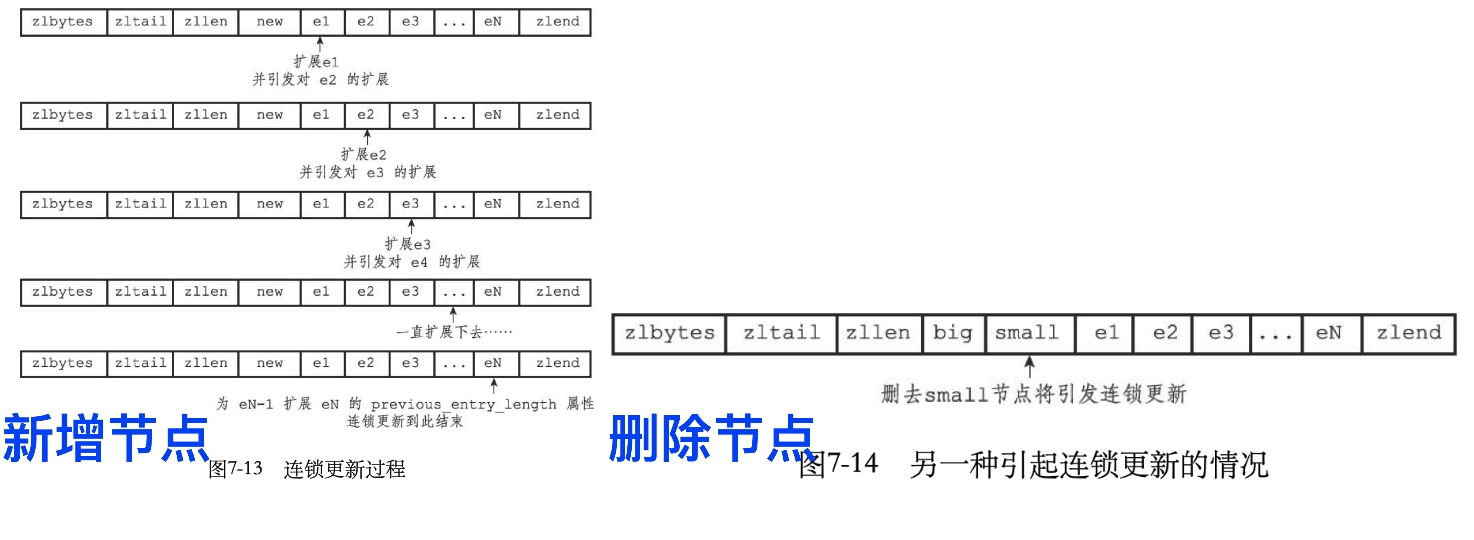 zlbytes zltail zllen new e1 e2 e3 ... eN zlend
扩展e1
并引发对 e2 的扩展
zlbytes zltail zllen new e1 e2 e3 ... eN zlend
扩展e2
并引发对 e3 的扩展
zlbytes zltail zllen new e1 e2 e3 ... eN zlend
扩展e3
并引发对 e4 的扩展
zlbytes zltail zllen new e1 e2 e3 ... eN zlend
一直扩展下去……
zlbytes zltail zllen new e1 e2 e3 ... eN zlend
为 eN-1 扩展 eN 的 previous_entry_length 属性
连锁更新到此结束
新增节点
图7-13 连锁更新过程
zlbytes zltail zllen big small e1 e2 e3 ... eN zlend
删去small节点将引发连锁更新
删除节点
图7-14 另一种引起连锁更新的情况